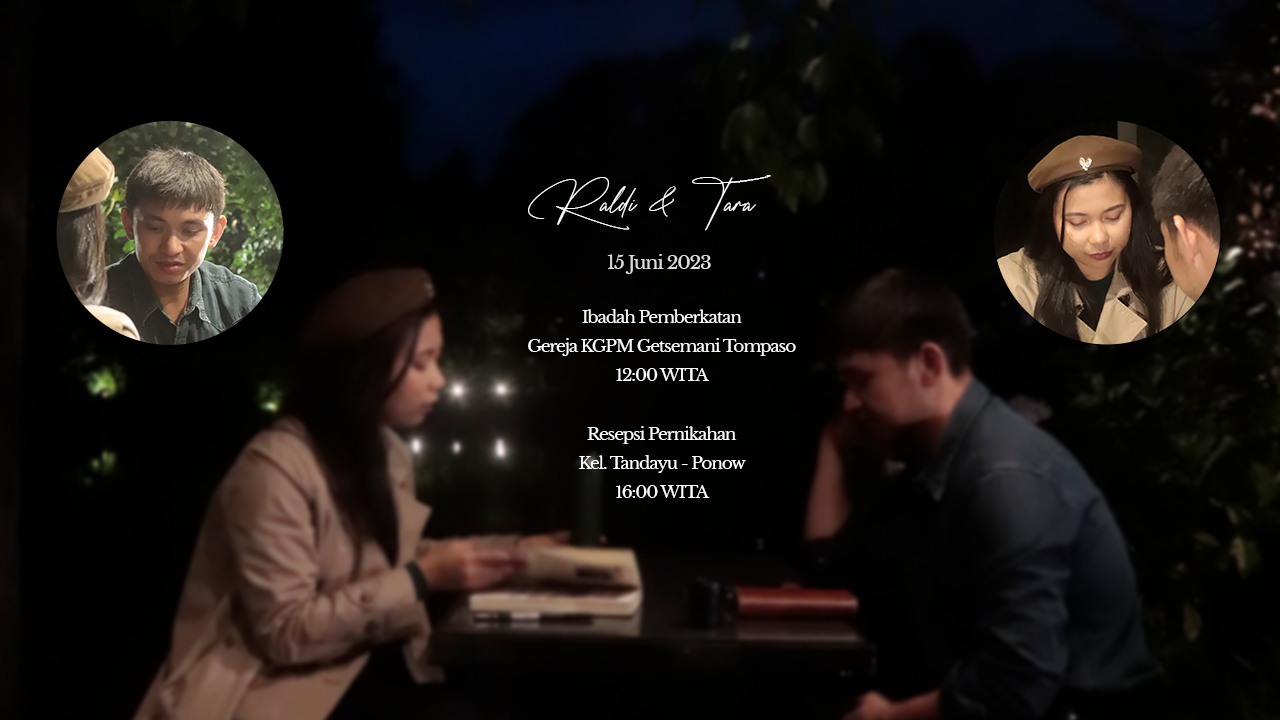 Raldi & Tara
15 Juni 2023
Ibadah Pemberkatan
Gereja KGPM Getsemani Tompaso
12:00 WITA
Resepsi Pernikahan
Kel. Tandayu - Ponow
16:00 WITA